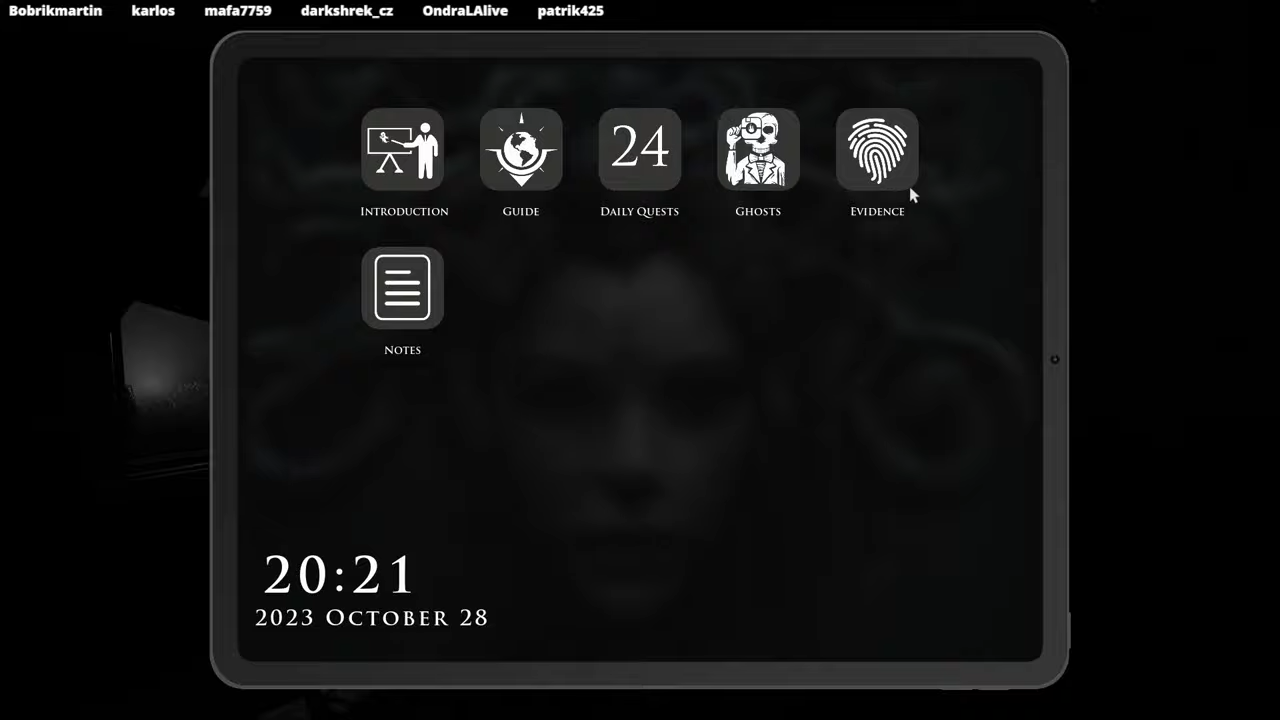 Bobrikmartin karlos mafa7759 darkshrek_cz OndraLAlive patrik425
24
Introduction Guide Daily Quests Ghosts Evidence
Notes
20:21
2023 October 28